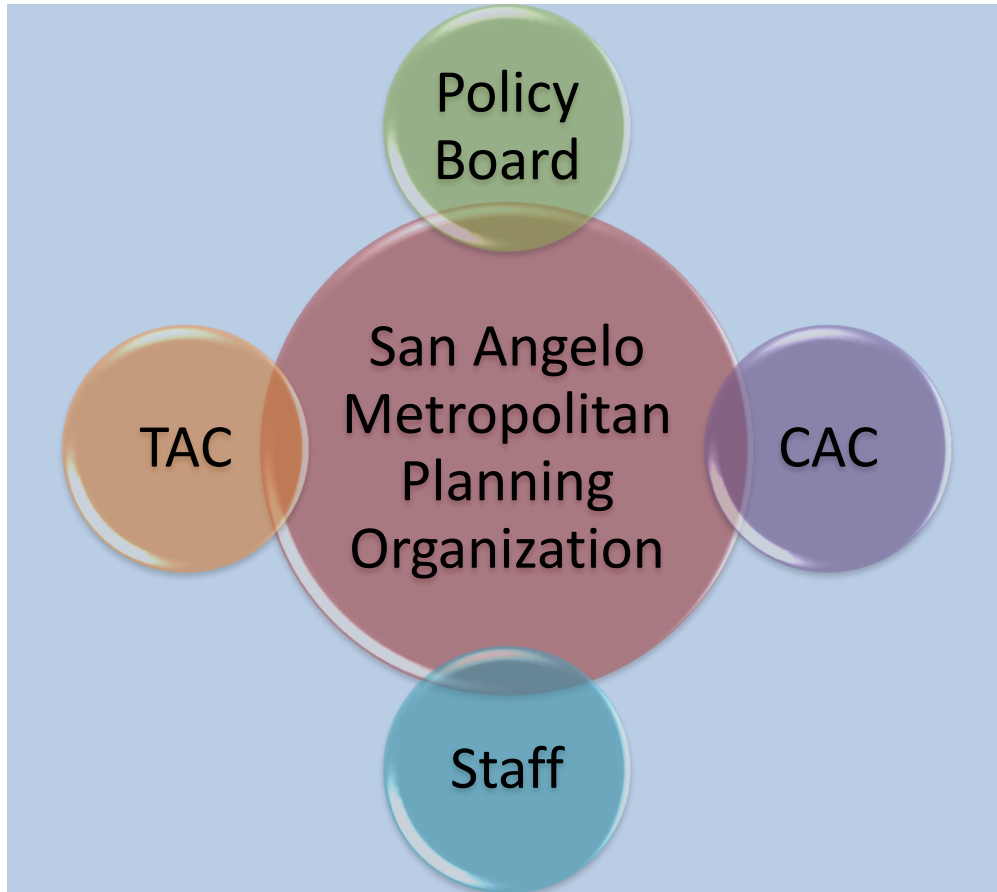 Policy
Board
San Angelo
Metropolitan
Planning
Organization
TAC
CAC
Staff